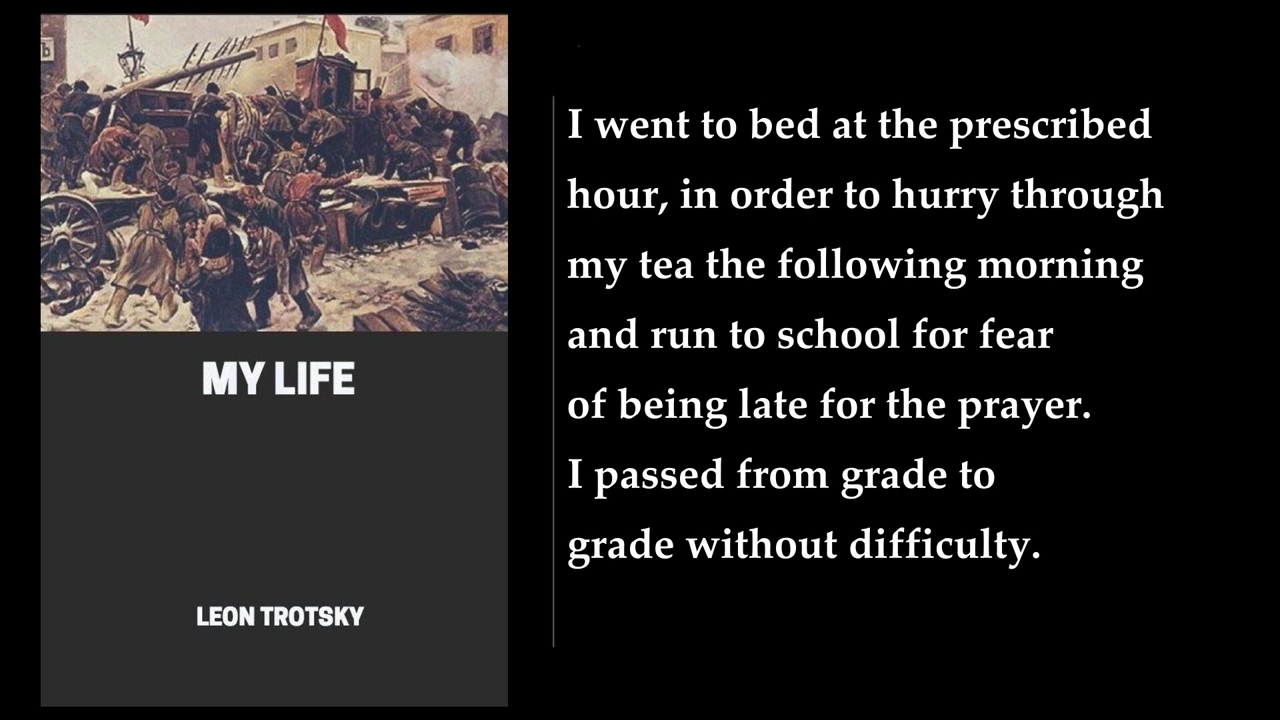 MY LIFE
LEON TROTSKY
I went to bed at the prescribed
hour, in order to hurry through
my tea the following morning
and run to school for fear
of being late for the prayer.
I passed from grade to
grade without difficulty.